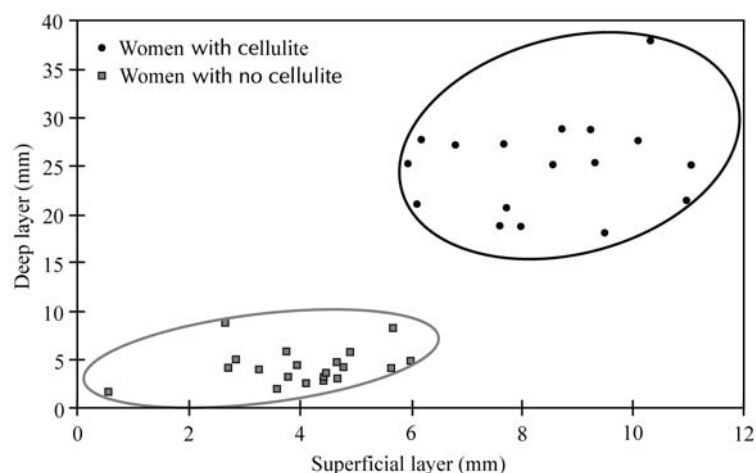 40
35
30
25
20
15
10
5
0
Deep layer (mm)
Women with cellulite
Women with no cellulite
0 2 4 6 8 10 12
Superficial layer (mm)